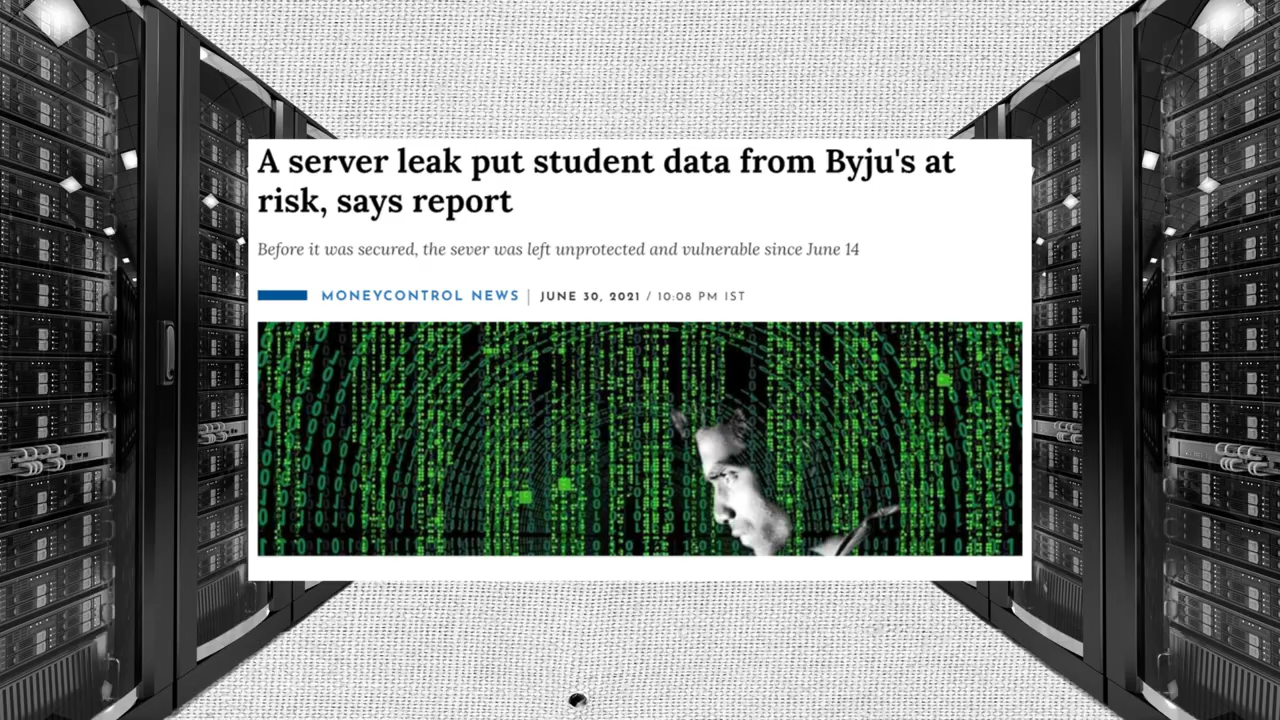 A server leak put student data from Byju's at
risk, says report
Before it was secured, the sever was left unprotected and vulnerable since June 14
MONEYCONTROL NEWS | JUNE 30, 2021 / 10:08 PM IST